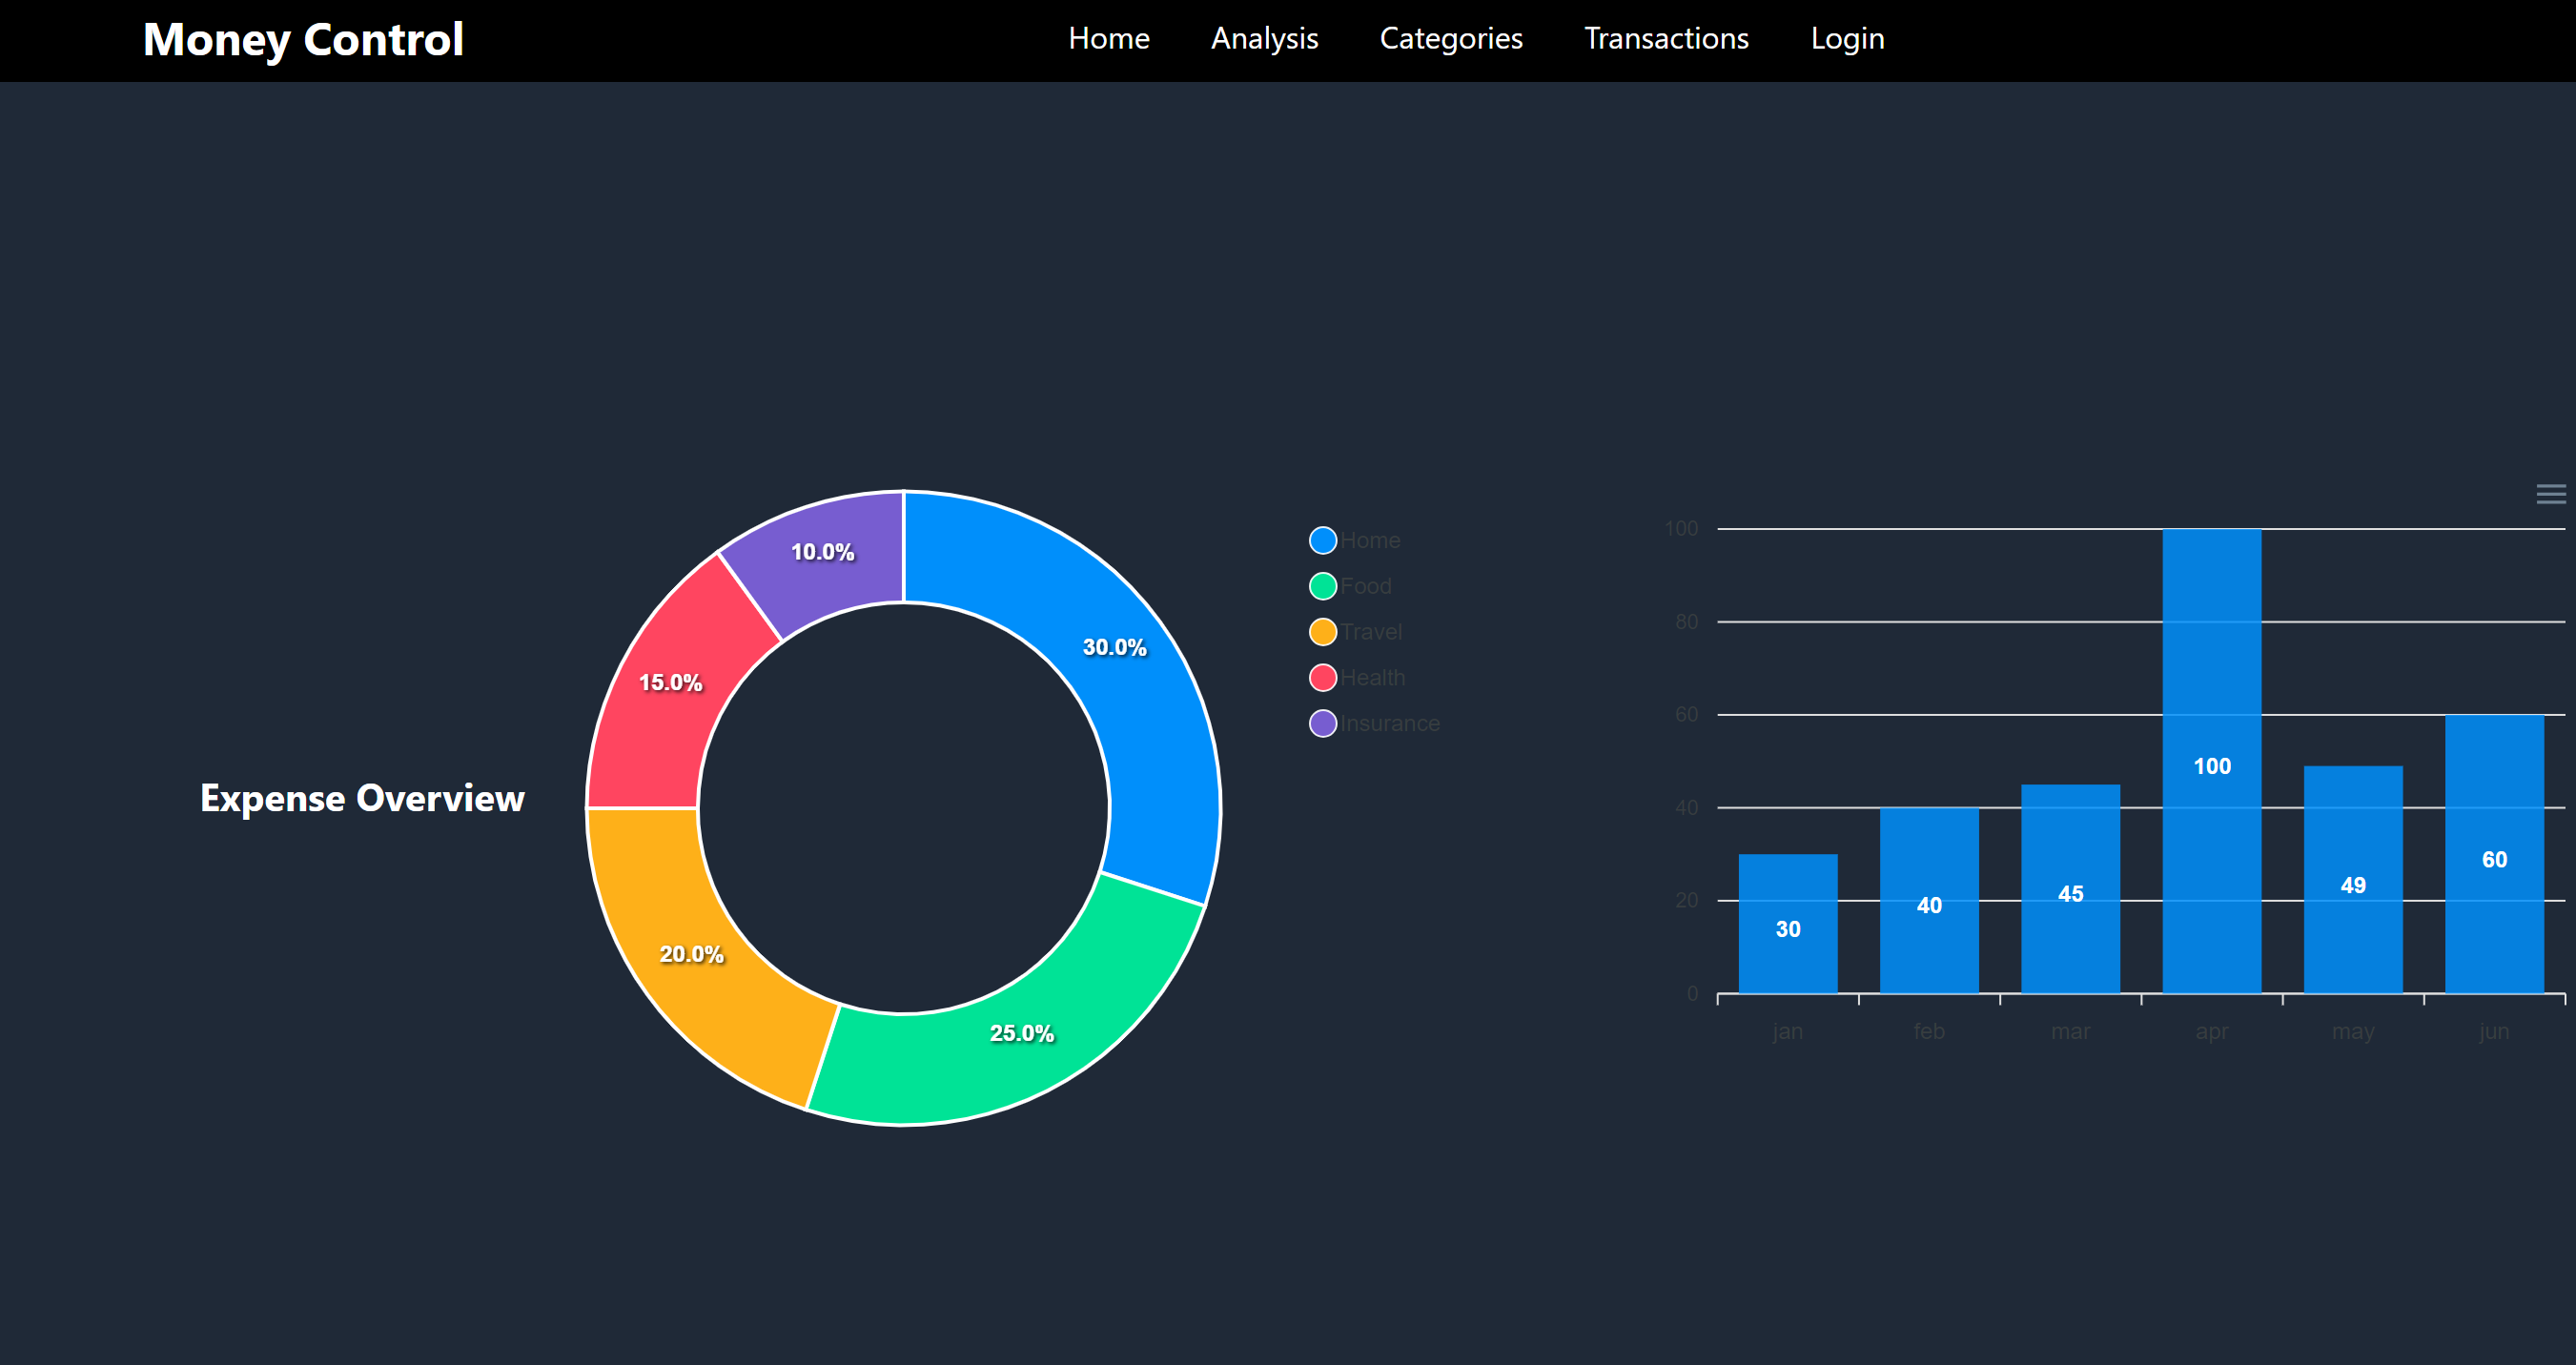 Money Control
Home Analysis Categories Transactions Login
Expense Overview
10.0%
30.0%
15.0%
20.0%
25.0%
Home
Food
Travel
Health
Insurance
100
80
60
40
20
0
30
40
45
100
49
60
jan feb mar apr may jun